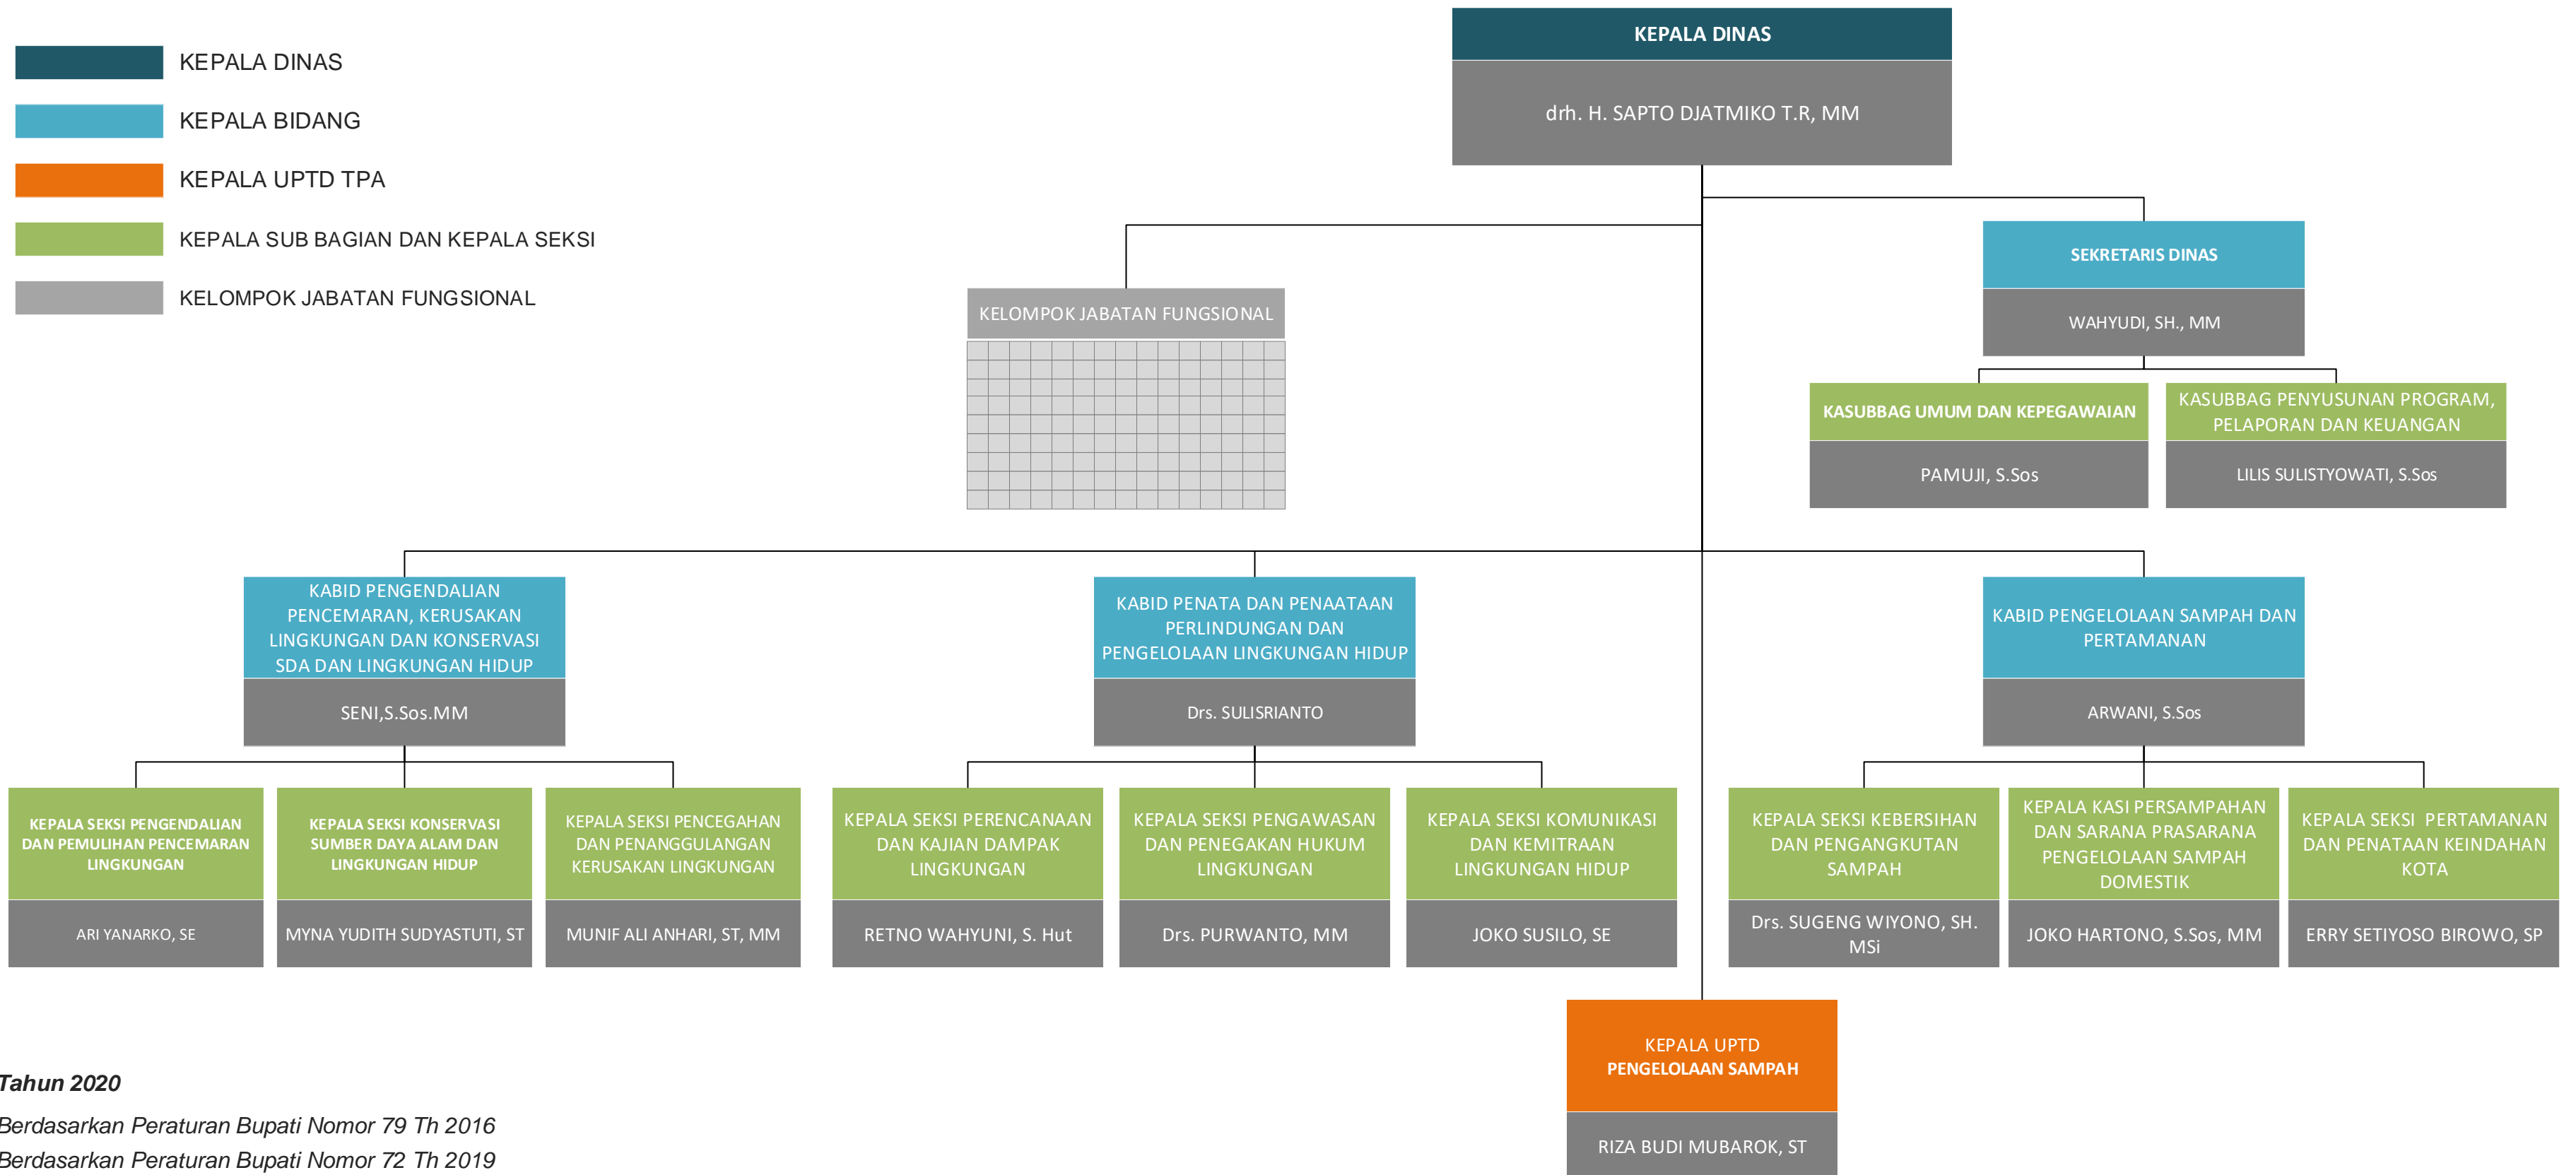 KEPALA DINAS
KEPALA BIDANG
KEPALA UPTD TPA
KEPALA SUB BAGIAN DAN KEPALA SEKSI
KELOMPOK JABATAN FUNGSIONAL
KEPALA DINAS
drh. H. SAPTO DJATMIKO T.R, MM
SEKRETARIS DINAS
WAHYUDI, SH., MM
KELOMPOK JABATAN FUNGSIONAL
KASUBBAG UMUM DAN KEPEGAWAIAN
PAMUJI, S.Sos
KASUBBAG PENYUSUNAN PROGRAM,
PELAPORAN DAN KEUANGAN
LILIS SULISTYOWATI, S.Sos
KABID PENGENDALIAN
PENCEMARAN, KERUSAKAN
LINGKUNGAN DAN KONSERVASI
SDA DAN LINGKUNGAN HIDUP
SENI,S.Sos.MM
KABID PENATA DAN PENAATAAN
PERLINDUNGAN DAN
PENGELOLAAN LINGKUNGAN HIDUP
Drs. SULISRIANTO
KABID PENGELOLAAN SAMPAH DAN
PERTAMANAN
ARWANI, S.Sos
KEPALA SEKSI PENGENDALIAN
DAN PEMULIHAN PENCEMARAN
LINGKUNGAN
ARI YANARKO, SE
KEPALA SEKSI KONSERVASI
SUMBER DAYA ALAM DAN
LINGKUNGAN HIDUP
MYNA YUDITH SUDYASTUTI, ST
KEPALA SEKSI PENCEGAHAN
DAN PENANGGULANGAN
KERUSAKAN LINGKUNGAN
MUNIF ALI ANHARI, ST, MM
KEPALA SEKSI PERENCANAAN
DAN KAJIAN DAMPAK
LINGKUNGAN
RETNO WAHYUNI, S. Hut
KEPALA SEKSI PENGAWASAN
DAN PENEGAKAN HUKUM
LINGKUNGAN
Drs. PURWANTO, MM
KEPALA SEKSI KOMUNIKASI
DAN KEMITRAAN
LINGKUNGAN HIDUP
JOKO SUSILO, SE
KEPALA SEKSI KEBERSIHAN
DAN PENGANGKUTAN
SAMPAH
Drs. SUGENG WIYONO, SH.
MSi
KEPALA KASI PERSAMPAHAN
DAN SARANA PRASARANA
PENGELOLAAN SAMPAH
DOMESTIK
JOKO HARTONO, S.Sos, MM
KEPALA SEKSI PERTAMANAN
DAN PENATAAN KEINDAHAN
KOTA
ERRY SETIYOSO BIROWO, SP
KEPALA UPTD
PENGELOLAAN SAMPAH
RIZA BUDI MUBAROK, ST
Tahun 2020
Berdasarkan Peraturan Bupati Nomor 79 Th 2016
Berdasarkan Peraturan Bupati Nomor 72 Th 2019